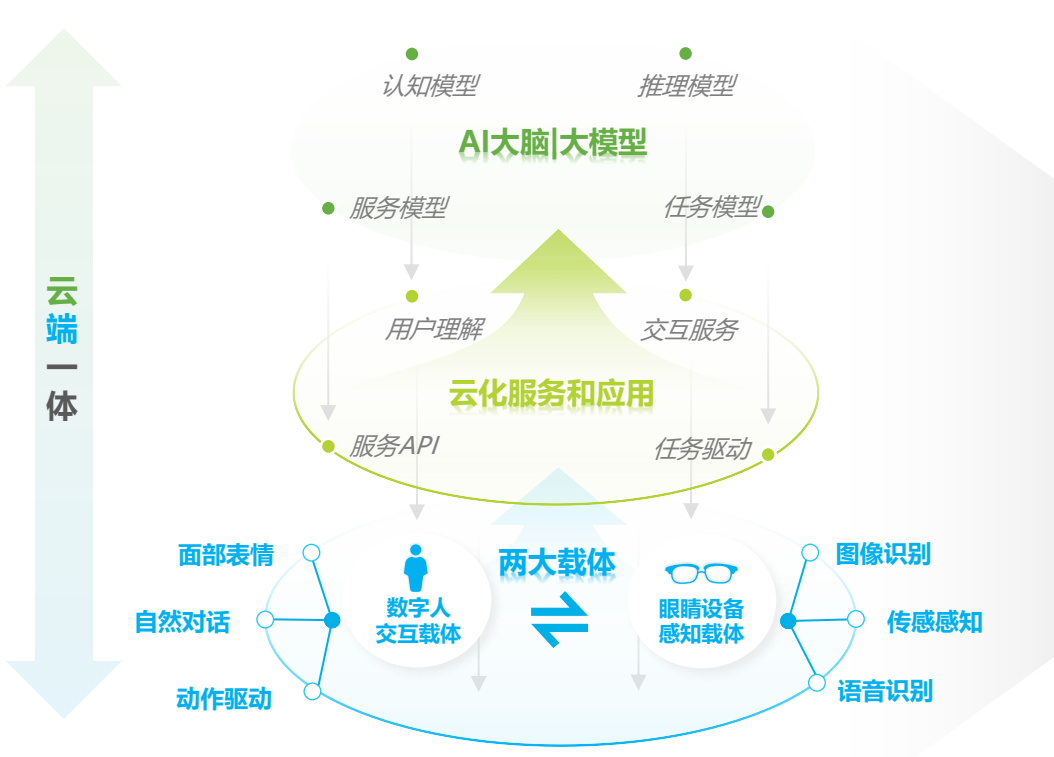 认知模型
推理模型
AI大脑|大模型
服务模型
任务模型
云端一体
用户理解
交互服务
云化服务和应用
服务API
任务驱动
两大载体
面部表情
自然对话
动作驱动
数字人
交互载体
眼睛设备
感知载体
图像识别
传感感知
语音识别